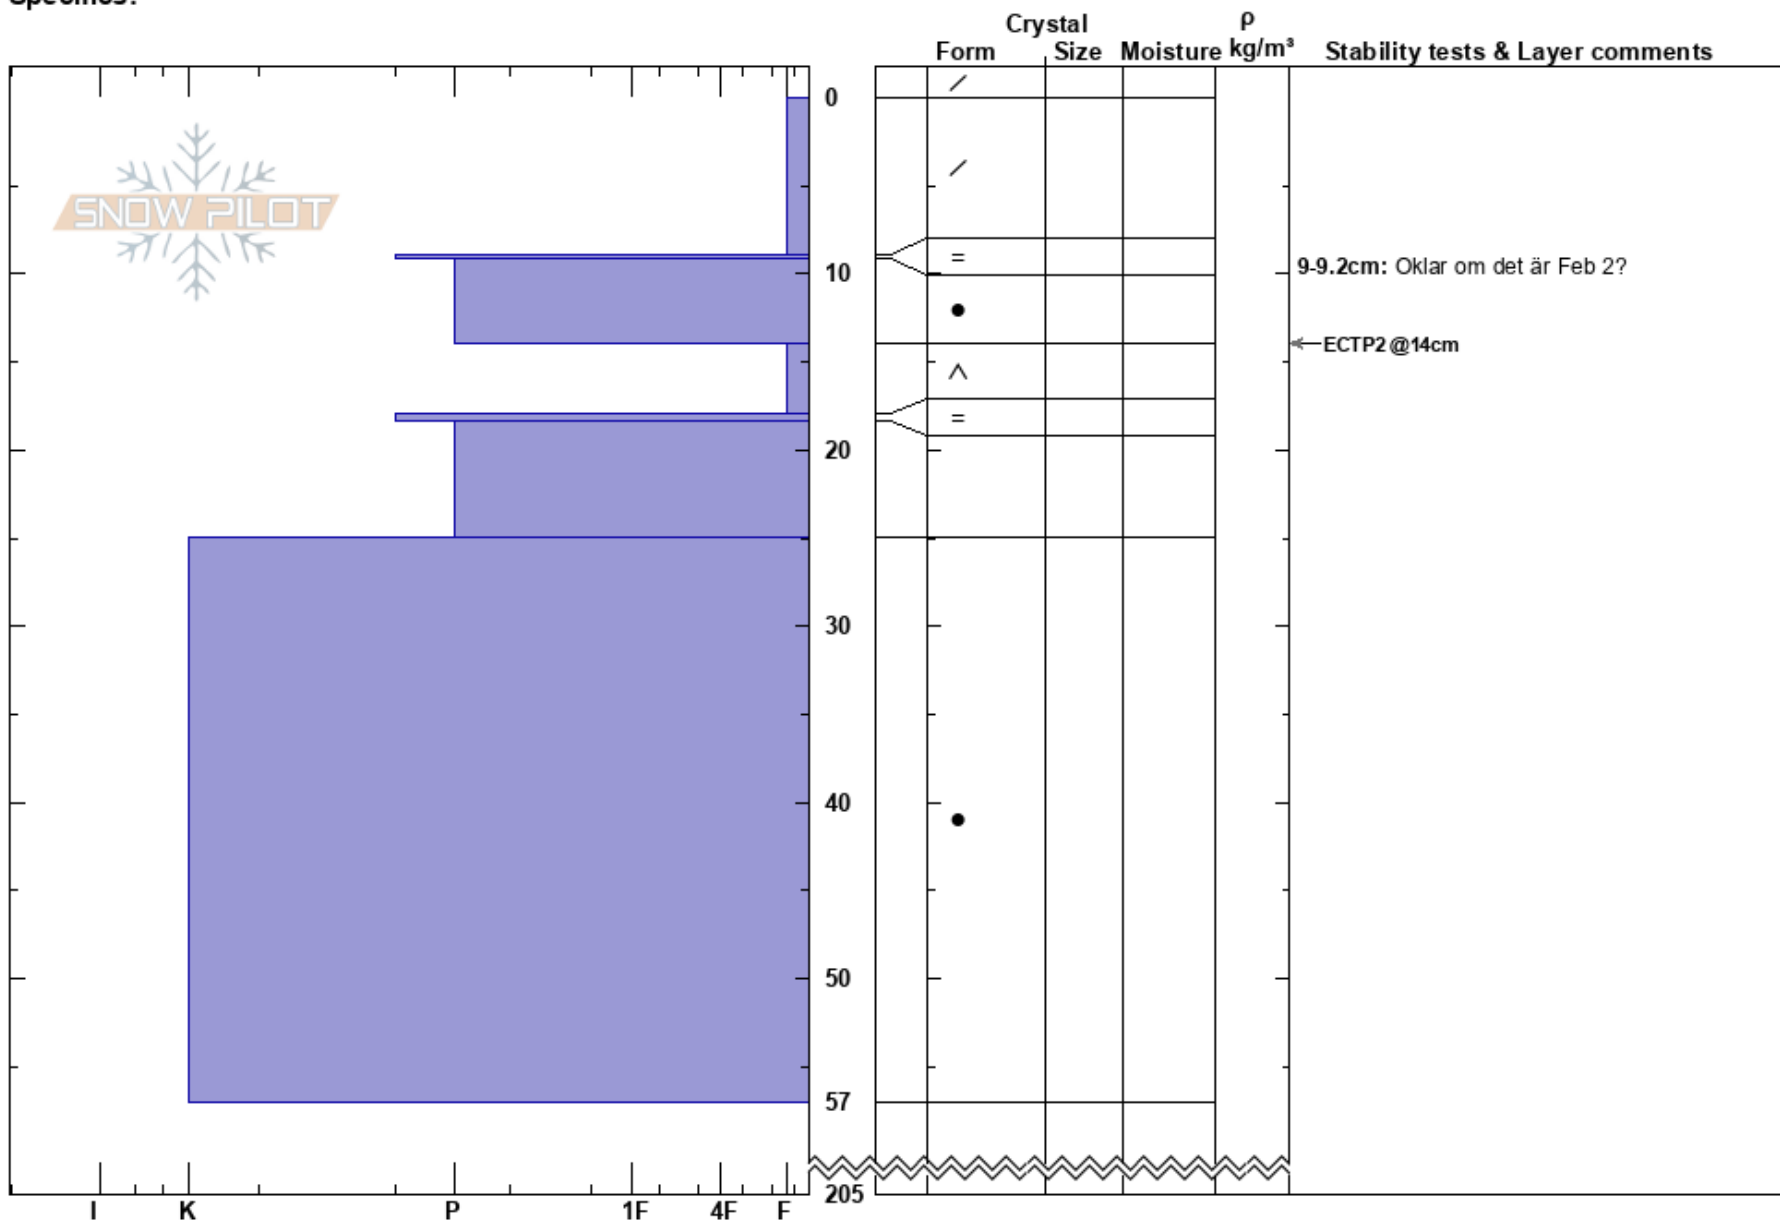 Specifics:
Crystal
Form Size Moisture ρ kg/m³ Stability tests & Layer comments
SNOW PILOT
0
10
9-9.2cm: Oklar om det är Feb 2?
ECTP2 @14cm
20
30
40
50
57
205
I K P 1F 4F F